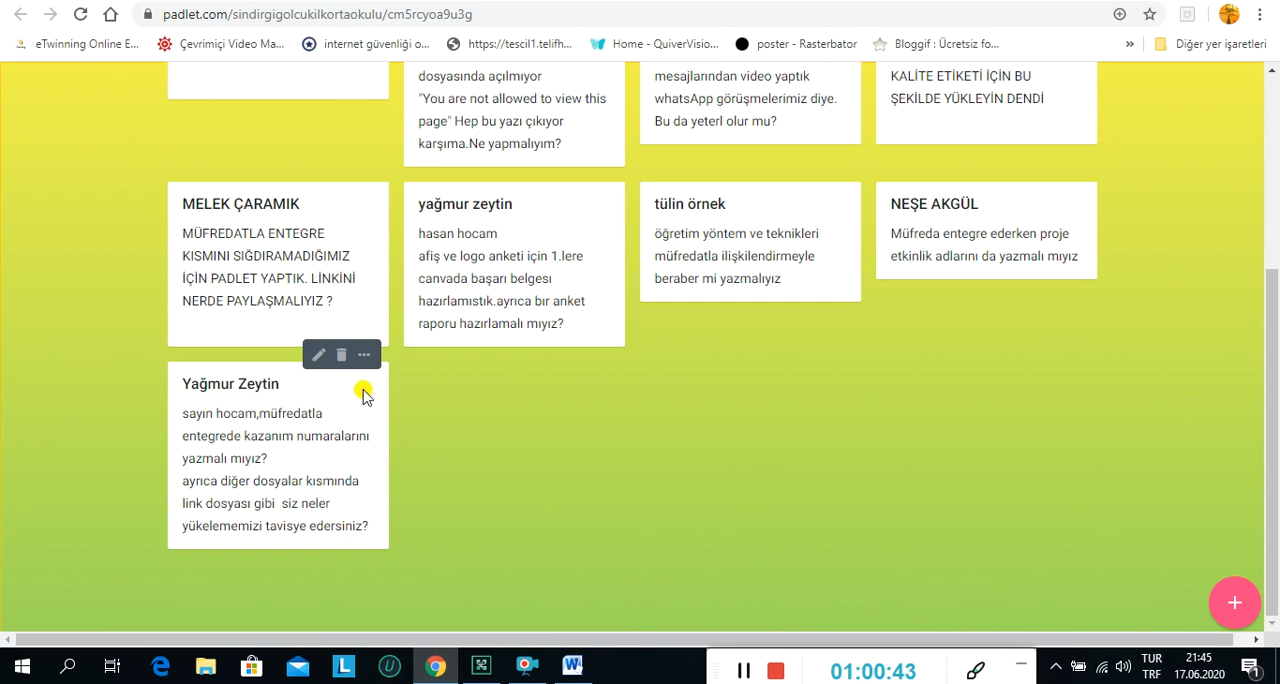 padlet.com/sindirgigolcukilkortaokulu/cm5rcyoa9u3g
eTwinning Online E...
Çevrimiçi Video Ma...
internet güvenliği o...
https://tescil1.telifh...
Home - QuiverVisio...
poster - Rasterbator
Bloggif : Ücretsiz fo...
»
Diğer yer işaretleri
dosyasında açılmıyor
"You are not allowed to view this
page" Hep bu yazı çıkıyor
karşıma.Ne yapmalıyım?
mesajlarından video yaptık
whatsApp görüşmelerimiz diye.
Bu da yeterl olur mu?
KALİTE ETİKETİ İÇİN BU
ŞEKİLDE YÜKLEYİN DENDİ
MELEK ÇARAMIK
MÜFREDATLA ENTEGRE
KISMINI SIĞDIRAMADIĞIMIZ
İÇİN PADLET YAPTIK. LİNKİNİ
NERDE PAYLAŞMALIYIZ ?
yağmur zeytin
hasan hocam
afiş ve logo anketi için 1.lere
canvada başarı belgesı
hazırlamıstık.ayrıca bır anket
raporu hazırlamalı mıyız?
tülin örnek
öğretim yöntem ve teknikleri
müfredatla ilişkilendirmeyle
beraber mi yazmalıyız
NEŞE AKGÜL
Müfreda entegre ederken proje
etkinlik adlarını da yazmalı mıyız
Yağmur Zeytin
sayın hocam,müfredatla
entegrede kazanım numaralarını
yazmalı mıyız?
ayrıca diğer dosyalar kısmında
link dosyası gibi siz neler
yükelememizi tavisye edersiniz?
01:00:43
TUR
TRF
21:45
17.06.2020
1